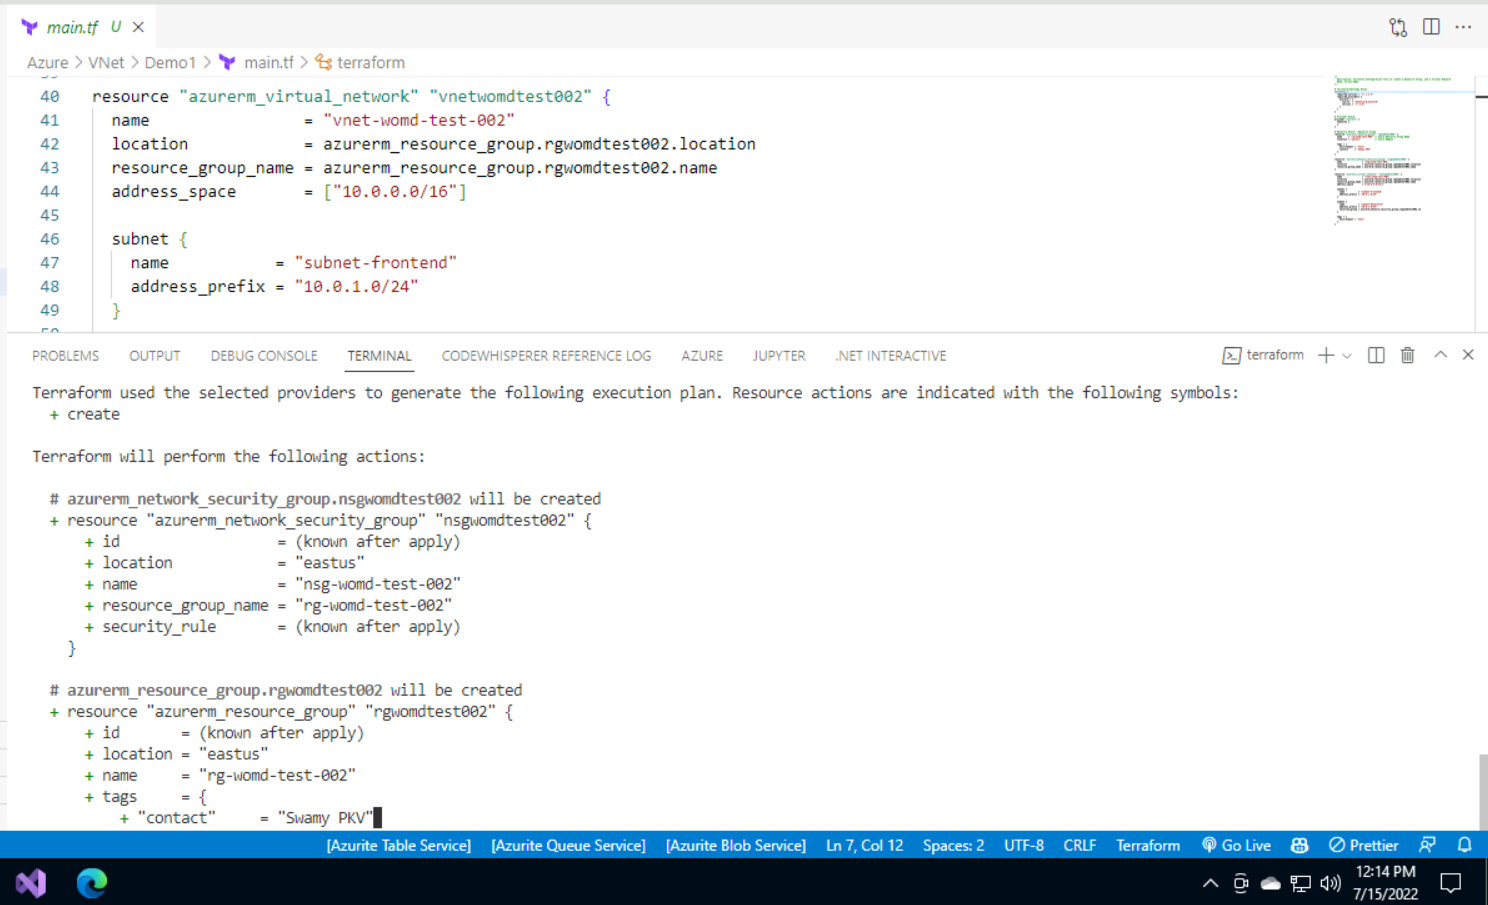 main.tf U
Azure > VNet > Demo1 > main.tf > terraform
40 resource "azurerm_virtual_network" "vnetwomdtest002" {
41 name = "vnet-womd-test-002"
42 location = azurerm_resource_group.rgwomdtest002.location
43 resource_group_name = azurerm_resource_group.rgwomdtest002.name
44 address_space = ["10.0.0.0/16"]
45
46 subnet {
47 name = "subnet-frontend"
48 address_prefix = "10.0.1.0/24"
49 }
PROBLEMS OUTPUT DEBUG CONSOLE TERMINAL CODEWHISPERER REFERENCE LOG AZURE JUPYTER .NET INTERACTIVE terraform
Terraform used the selected providers to generate the following execution plan. Resource actions are indicated with the following symbols:
+ create
Terraform will perform the following actions:
# azurerm_network_security_group.nsgwomdtest002 will be created
+ resource "azurerm_network_security_group" "nsgwomdtest002" {
+ id = (known after apply)
+ location = "eastus"
+ name = "nsg-womd-test-002"
+ resource_group_name = "rg-womd-test-002"
+ security_rule = (known after apply)
}
# azurerm_resource_group.rgwomdtest002 will be created
+ resource "azurerm_resource_group" "rgwomdtest002" {
+ id = (known after apply)
+ location = "eastus"
+ name = "rg-womd-test-002"
+ tags = {
+ "contact" = "Swamy PKV"
[Azurite Table Service] [Azurite Queue Service] [Azurite Blob Service] Ln 7, Col 12 Spaces: 2 UTF-8 CRLF Terraform Go Live Prettier
12:14 PM
7/15/2022